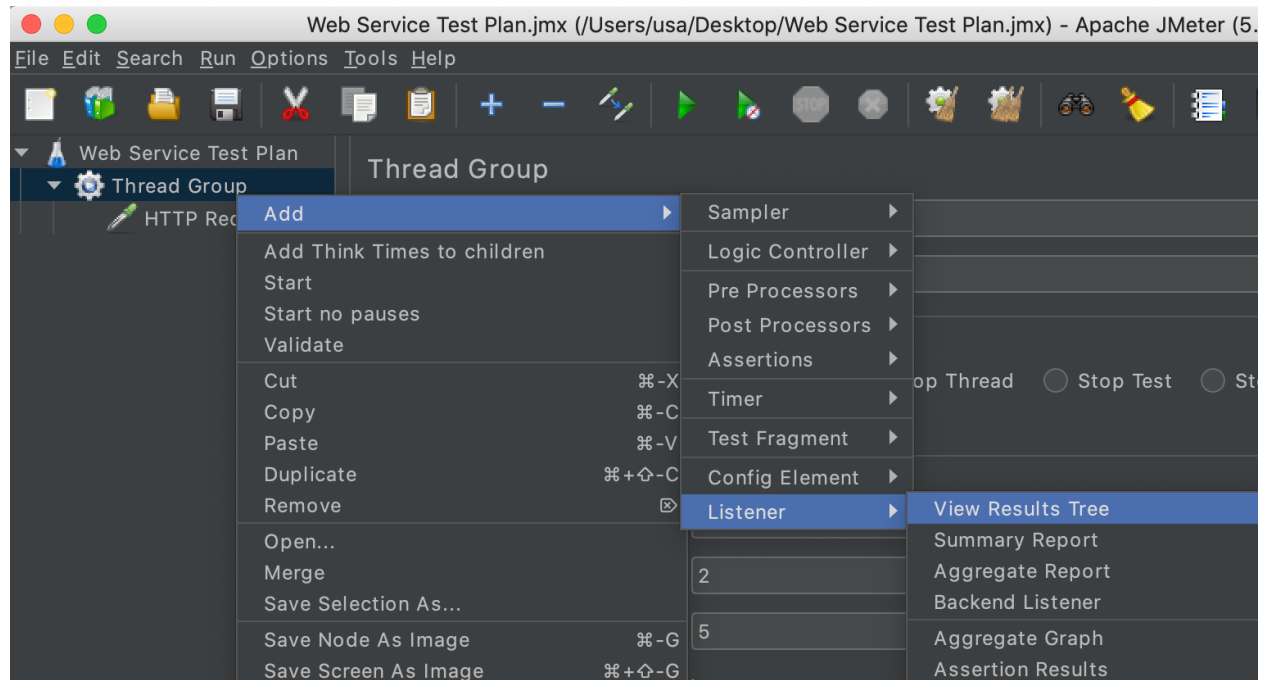 Web Service Test Plan.jmx (/Users/usa/Desktop/Web Service Test Plan.jmx) - Apache JMeter (5.
File Edit Search Run Options Tools Help
STOP
Web Service Test Plan
Thread Group
HTTP Req
Thread Group
Add
Add Think Times to children
Start
Start no pauses
Validate
Cut ⌘-X
Copy ⌘-C
Paste ⌘-V
Duplicate ⌘+⇧-C
Remove ⌦
Open...
Merge
Save Selection As...
Save Node As Image ⌘-G
Save Screen As Image ⌘+⇧-G
Sampler
Logic Controller
Pre Processors
Post Processors
Assertions
Timer
Test Fragment
Config Element
Listener
op Thread Stop Test St
2
5
View Results Tree
Summary Report
Aggregate Report
Backend Listener
Aggregate Graph
Assertion Results